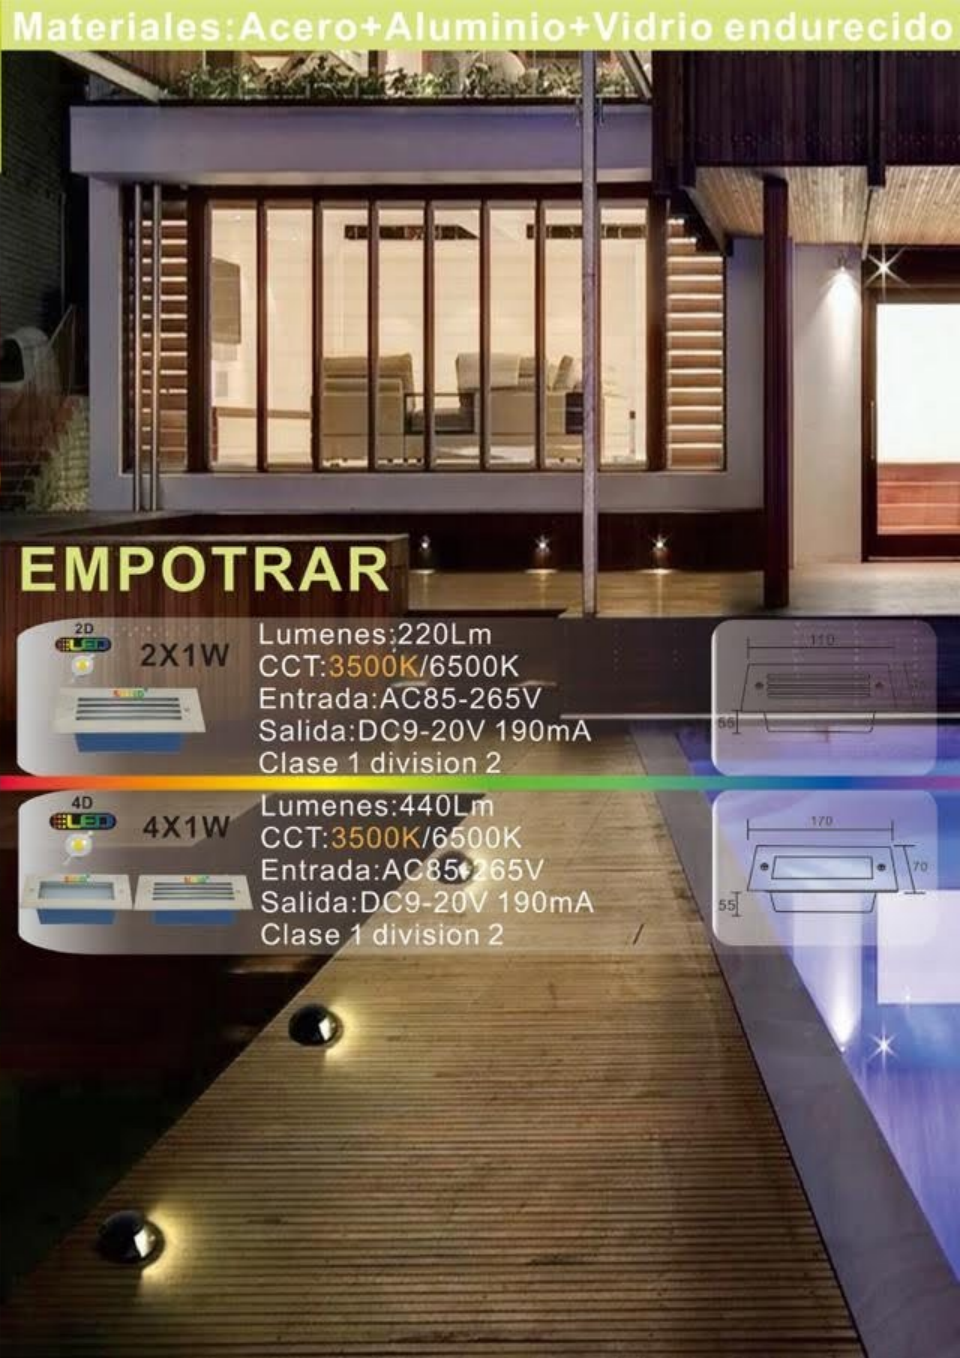 Materiales:Acero+Aluminio+Vidrio endurecido
EMPOTRAR
2D
LED
2X1W
Lumenes:220Lm
CCT:3500K/6500K
Entrada:AC85-265V
Salida:DC9-20V 190mA
Clase 1 division 2
110
55
4D
LED
4X1W
Lumenes:440Lm
CCT:3500K/6500K
Entrada:AC85-265V
Salida:DC9-20V 190mA
Clase 1 division 2
170
70
55